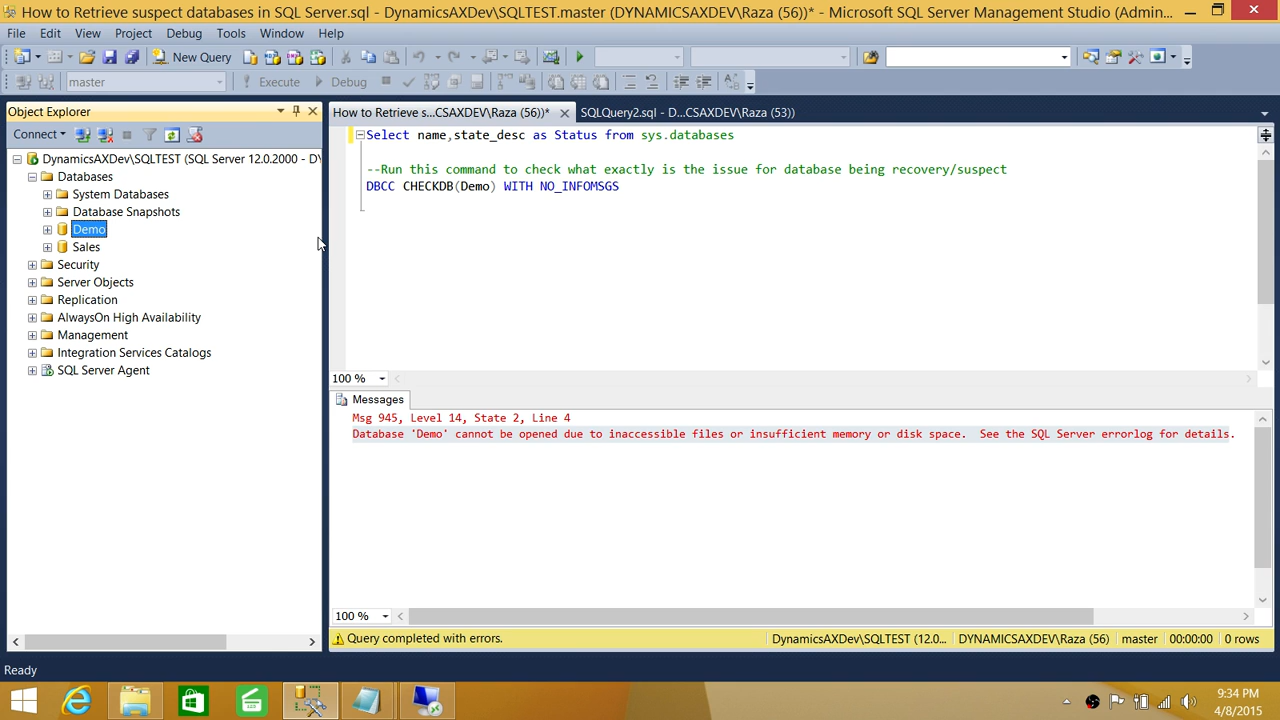 How to Retrieve suspect databases in SQL Server.sql - DynamicsAXDev\SQLTEST.master (DYNAMICSAXDEV\Raza (56))* - Microsoft SQL Server Management Studio (Admin...
File Edit View Project Debug Tools Window Help
New Query
master Execute Debug
Object Explorer
How to Retrieve s...CSAXDEV\Raza (56))* SQLQuery2.sql - D...CSAXDEV\Raza (53))
Connect
DynamicsAXDev\SQLTEST (SQL Server 12.0.2000 - DY
Databases
System Databases
Database Snapshots
Demo
Sales
Security
Server Objects
Replication
AlwaysOn High Availability
Management
Integration Services Catalogs
SQL Server Agent
Select name,state_desc as Status from sys.databases
--Run this command to check what exactly is the issue for database being recovery/suspect
DBCC CHECKDB(Demo) WITH NO_INFOMSGS
100 %
Messages
Msg 945, Level 14, State 2, Line 4
Database 'Demo' cannot be opened due to inaccessible files or insufficient memory or disk space.  See the SQL Server errorlog for details.
100 %
Query completed with errors. DynamicsAXDev\SQLTEST (12.0... DYNAMICSAXDEV\Raza (56) master 00:00:00 0 rows
Ready
9:34 PM
4/8/2015